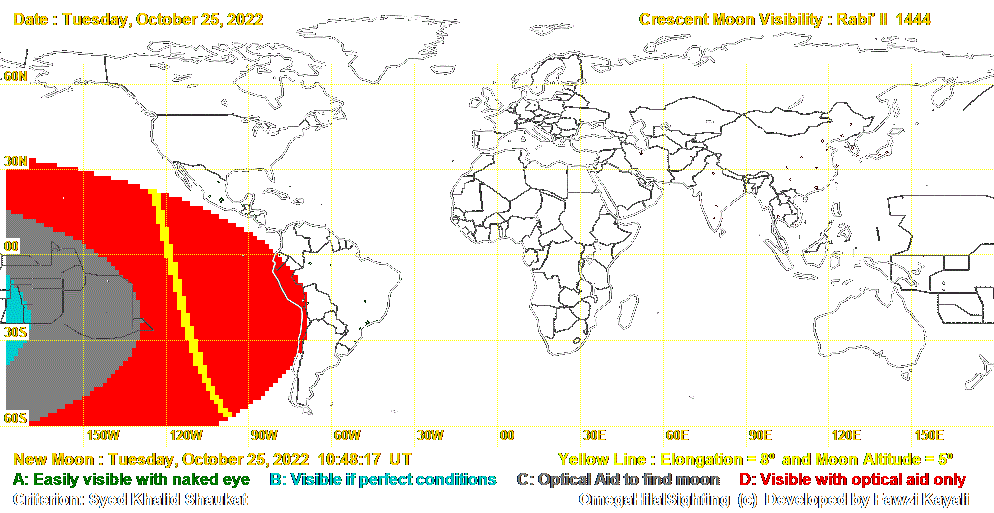 Date : Tuesday, October 25, 2022
Crescent Moon Visibility : Rabi' II 1444
60N
30N
00
30S
60S
150W
120W
90W
60W
30W
00
30E
60E
90E
120E
150E
New Moon : Tuesday, October 25, 2022 10:48:17 UT
Yellow Line : Elongation = 8° and Moon Altitude = 5°
A: Easily visible with naked eye
B: Visible if perfect conditions
C: Optical Aid to find moon
D: Visible with optical aid only
Criterion: Syed Khalid Shaukat
OmegaHilalSighting (c) Developed by Fawzi Kayali